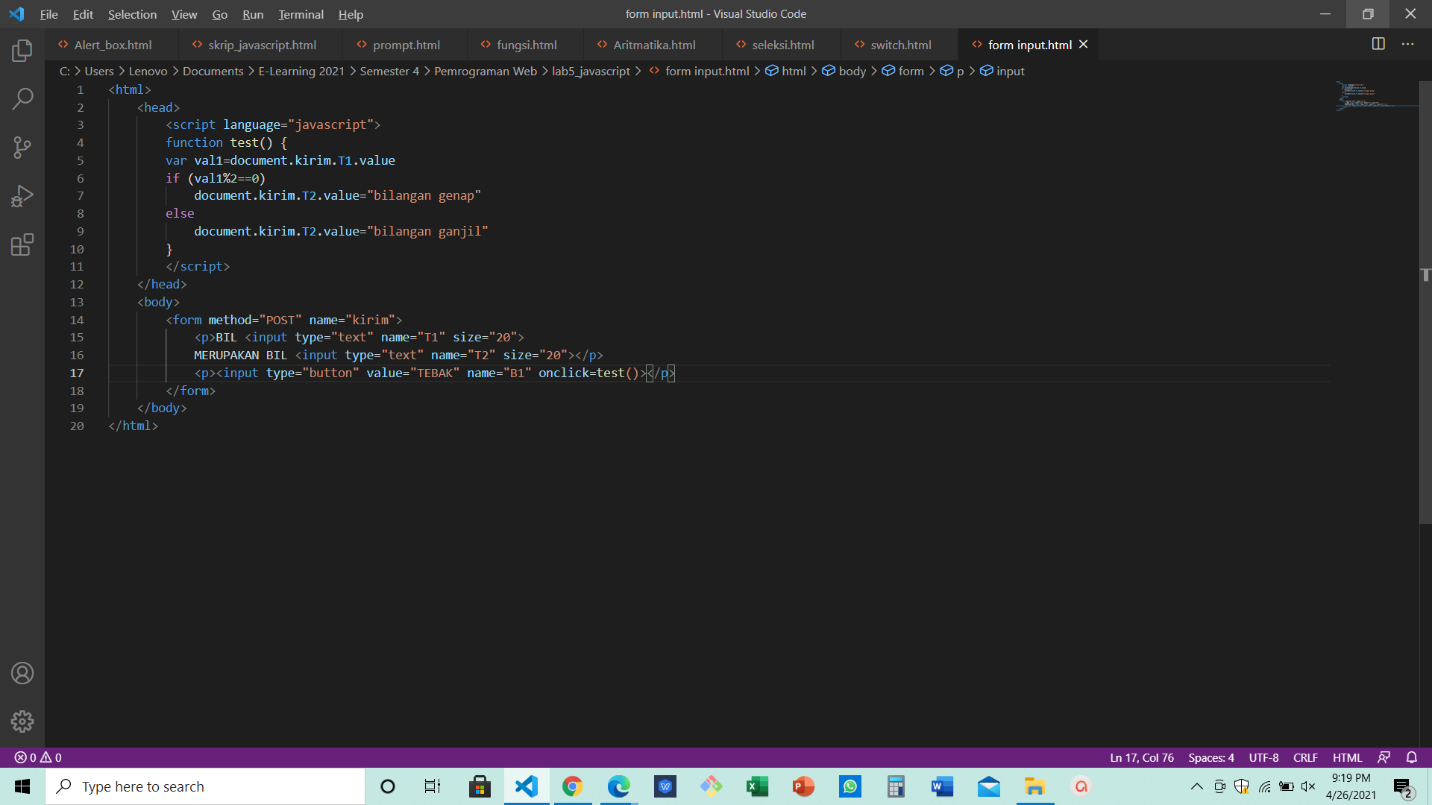 File Edit Selection View Go Run Terminal Help form input.html - Visual Studio Code
Alert_box.html skrip_javascript.html prompt.html fungsi.html Aritmatika.html seleksi.html switch.html form input.html
C: > Users > Lenovo > Documents > E-Learning 2021 > Semester 4 > Pemrograman Web > lab5_javascript > form input.html > html > body > form > p > input
1 <html>
2 <head>
3 <script language="javascript">
4 function test() {
5 var val1=document.kirim.T1.value
6 if (val1%2==0)
7 document.kirim.T2.value="bilangan genap"
8 else
9 document.kirim.T2.value="bilangan ganjil"
10 }
11 </script>
12 </head>
13 <body>
14 <form method="POST" name="kirim">
15 <p>BIL <input type="text" name="T1" size="20">
16 MERUPAKAN BIL <input type="text" name="T2" size="20"></p>
17 <p><input type="button" value="TEBAK" name="B1" onclick=test()></p>
18 </form>
19 </body>
20 </html>
0 0 Ln 17, Col 76 Spaces: 4 UTF-8 CRLF HTML
Type here to search
9:19 PM
4/26/2021
2